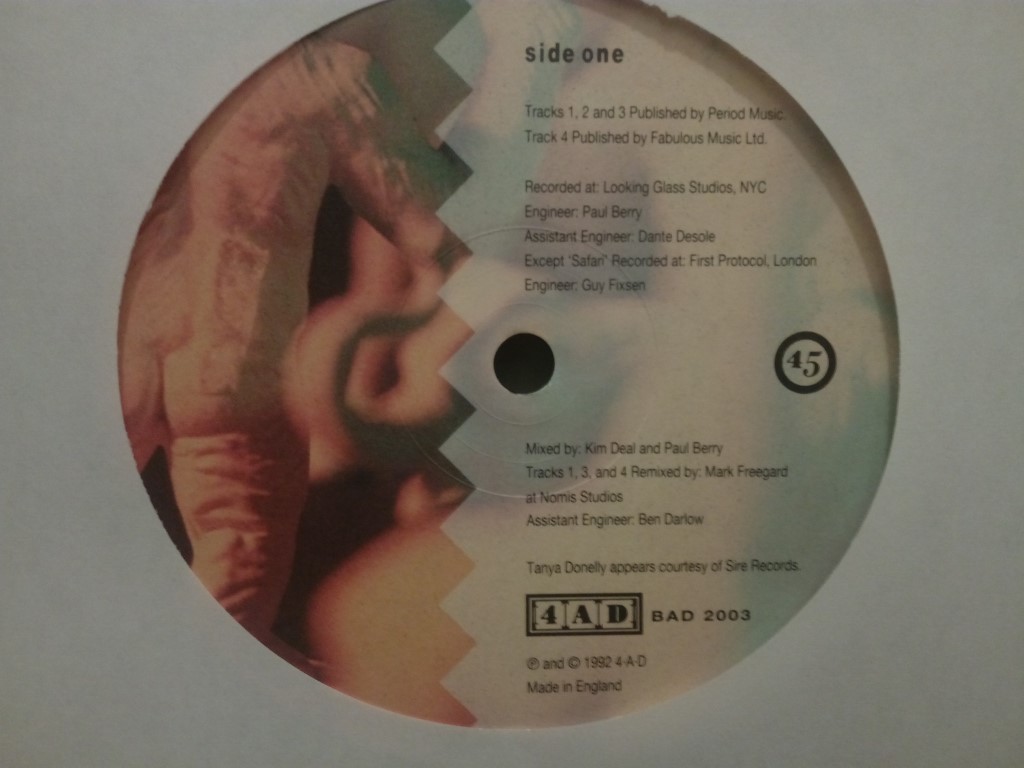 side one
Tracks 1, 2 and 3 Published by Period Music.
Track 4 Published by Fabulous Music Ltd.
Recorded at: Looking Glass Studios, NYC
Engineer: Paul Berry
Assistant Engineer: Dante Desole
Except 'Safari' Recorded at: First Protocol, London
Engineer: Guy Fixsen
45
Mixed by: Kim Deal and Paul Berry
Tracks 1, 3, and 4 Remixed by: Mark Freegard
at Nomis Studios
Assistant Engineer: Ben Darlow
Tanya Donelly appears courtesy of Sire Records.
4AD BAD 2003
℗ and © 1992 4·A·D
Made in England